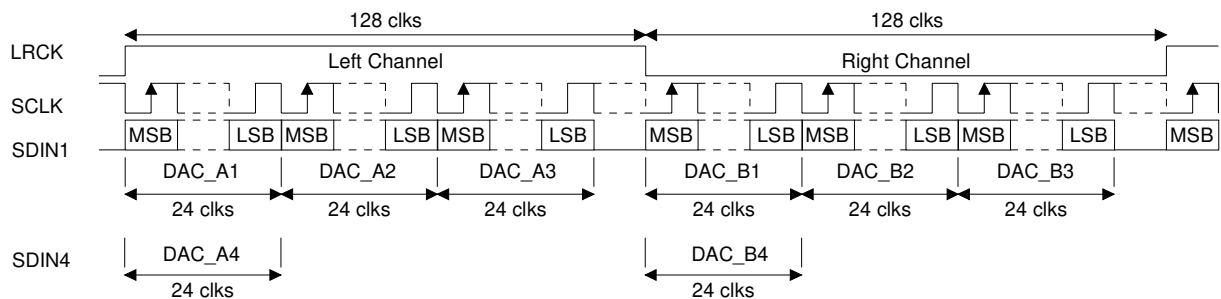 128 clks 128 clks
LRCK Left Channel Right Channel
SCLK
SDIN1 MSB LSB MSB LSB MSB LSB MSB LSB MSB LSB MSB LSB MSB
DAC_A1 DAC_A2 DAC_A3 DAC_B1 DAC_B2 DAC_B3
24 clks 24 clks 24 clks 24 clks 24 clks 24 clks
SDIN4 DAC_A4 DAC_B4
24 clks 24 clks